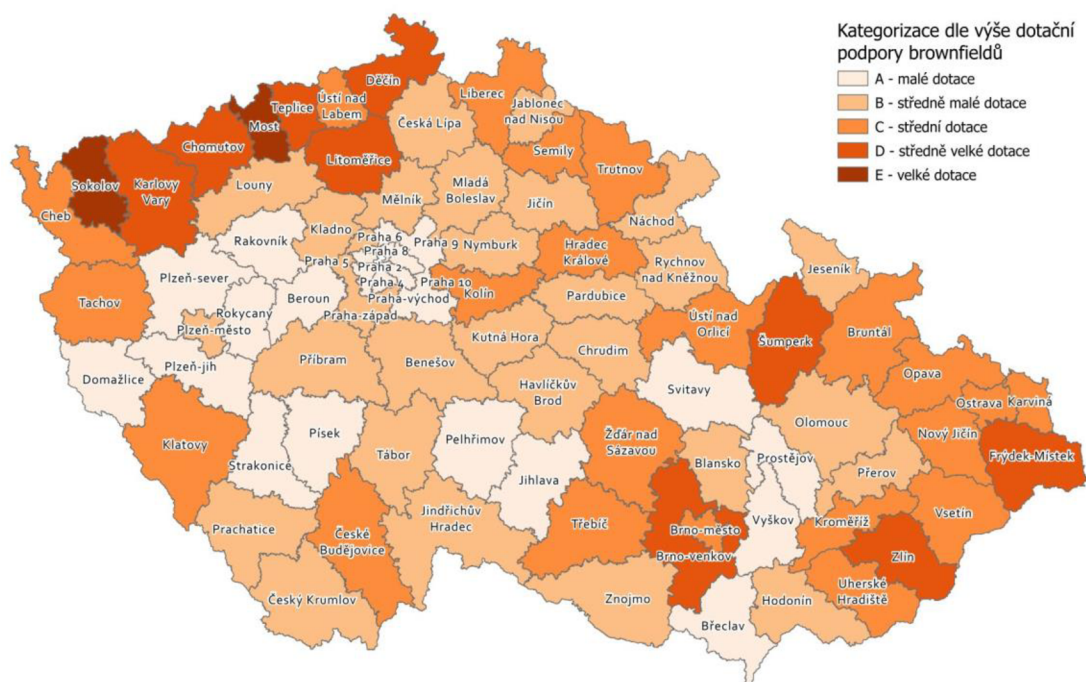 Kategorizace dle výše dotační
podpory brownfieldů
A - malé dotace
B - středně malé dotace
C - střední dotace
D - středně velké dotace
E - velké dotace
Děčín
Liberec
Teplice
Ústí nad
Labem
Jablonec
nad Nisou
Most
Česká Lípa
Chomutov
Semily
Litoměřice
Trutnov
Sokolov
Karlovy
Vary
Louny
Mladá
Boleslav
Mělník
Jičín
Cheb
Náchod
Kladno
Rakovník
Praha 6
Praha 9
Nymburk
Hradec
Králové
Praha 8
Praha 5
Praha 2
Rychnov
nad Kněžnou
Jeseník
Plzeň-sever
Beroun
Praha 4
Praha 10
Kolín
Tachov
Praha-východ
Pardubice
Rokycany
Praha-západ
Ústí nad
Orlicí
Bruntál
Plzeň-město
Kutná Hora
Šumperk
Příbram
Benešov
Chrudim
Plzeň-jih
Opava
Domažlice
Svitavy
Havlíčkův
Brod
Ostrava
Karviná
Olomouc
Nový Jičín
Klatovy
Písek
Pelhřimov
Žďár nad
Sázavou
Tábor
Prostějov
Frýdek-Místek
Strakonice
Blansko
Přerov
Jihlava
Jindřichův
Hradec
Vsetín
Vyškov
Kroměříž
Prachatice
Třebíč
Brno-město
České
Budějovice
Brno-venkov
Zlín
Uherské
Hradiště
Český Krumlov
Znojmo
Hodonín
Břeclav